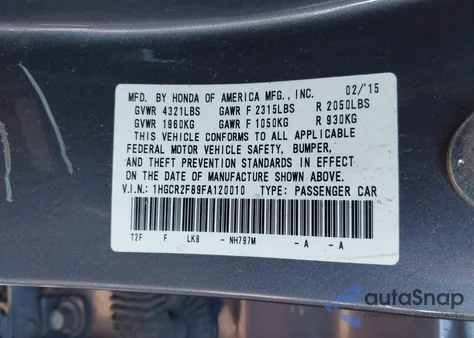 MFD. BY HONDA OF AMERICA MFG., INC. 02/'15
GVWR 4321LBS GAWR F 2315LBS R 2050LBS
GVWR 1960KG GAWR F 1050KG R 930KG
THIS VEHICLE CONFORMS TO ALL APPLICABLE
FEDERAL MOTOR VEHICLE SAFETY, BUMPER,
AND THEFT PREVENTION STANDARDS IN EFFECT
ON THE DATE OF MANUFACTURE SHOWN ABOVE.
V.I.N.: 1HGCR2F89FA120010 TYPE: PASSENGER CAR
T2F F LKB - NH797M - A - A
autoSnap